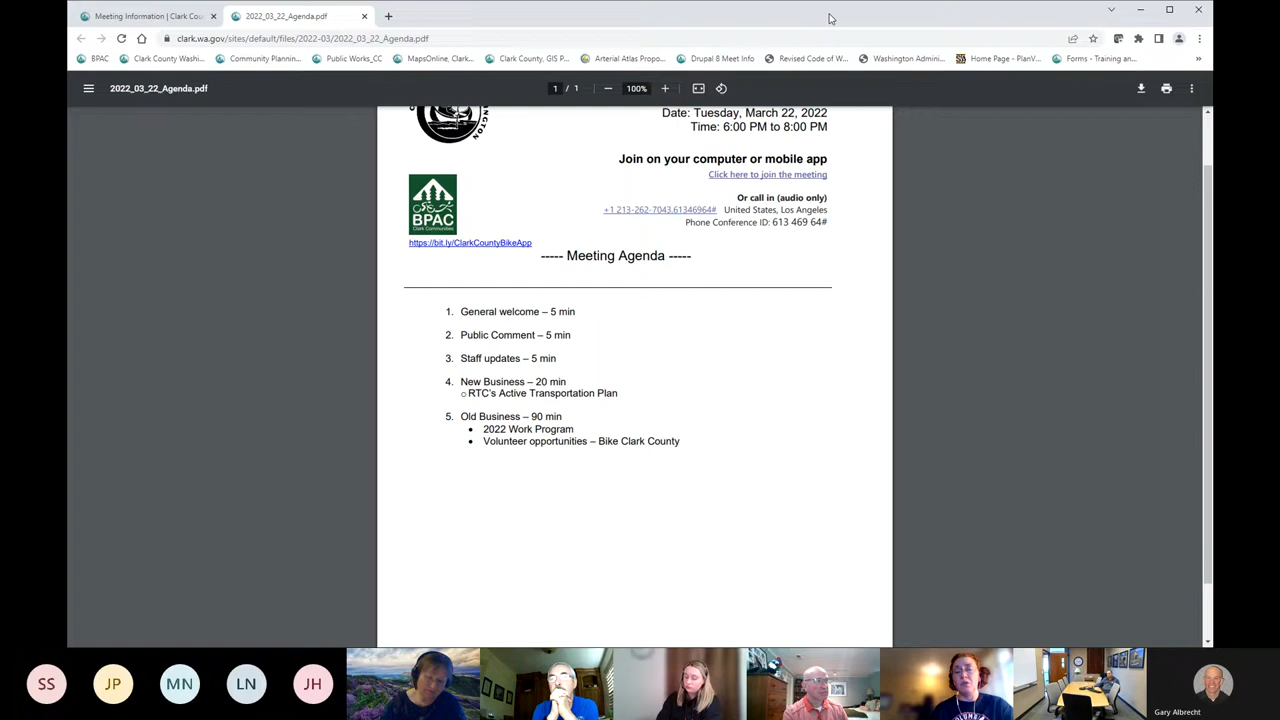 Meeting Information | Clark Cou
2022_03_22_Agenda.pdf
clark.wa.gov/sites/default/files/2022-03/2022_03_22_Agenda.pdf
BPAC
Clark County Washi...
Community Plannin...
Public Works_CC
MapsOnline, Clark...
Clark County, GIS P...
Arterial Atlas Propo...
Drupal 8 Meet Info
Revised Code of W...
Washington Admini...
Home Page - PlanV...
Forms - Training an...
2022_03_22_Agenda.pdf
1 / 1
100%
Date: Tuesday, March 22, 2022
Time: 6:00 PM to 8:00 PM
Join on your computer or mobile app
Click here to join the meeting
Or call in (audio only)
+1 213-262-7043,61346964# United States, Los Angeles
Phone Conference ID: 613 469 64#
BPAC
Clark Communities
https://bit.ly/ClarkCountyBikeApp
----- Meeting Agenda -----
1. General welcome – 5 min
2. Public Comment – 5 min
3. Staff updates – 5 min
4. New Business – 20 min
o RTC's Active Transportation Plan
5. Old Business – 90 min
• 2022 Work Program
• Volunteer opportunities – Bike Clark County
SS
JP
MN
LN
JH
Gary Albrecht